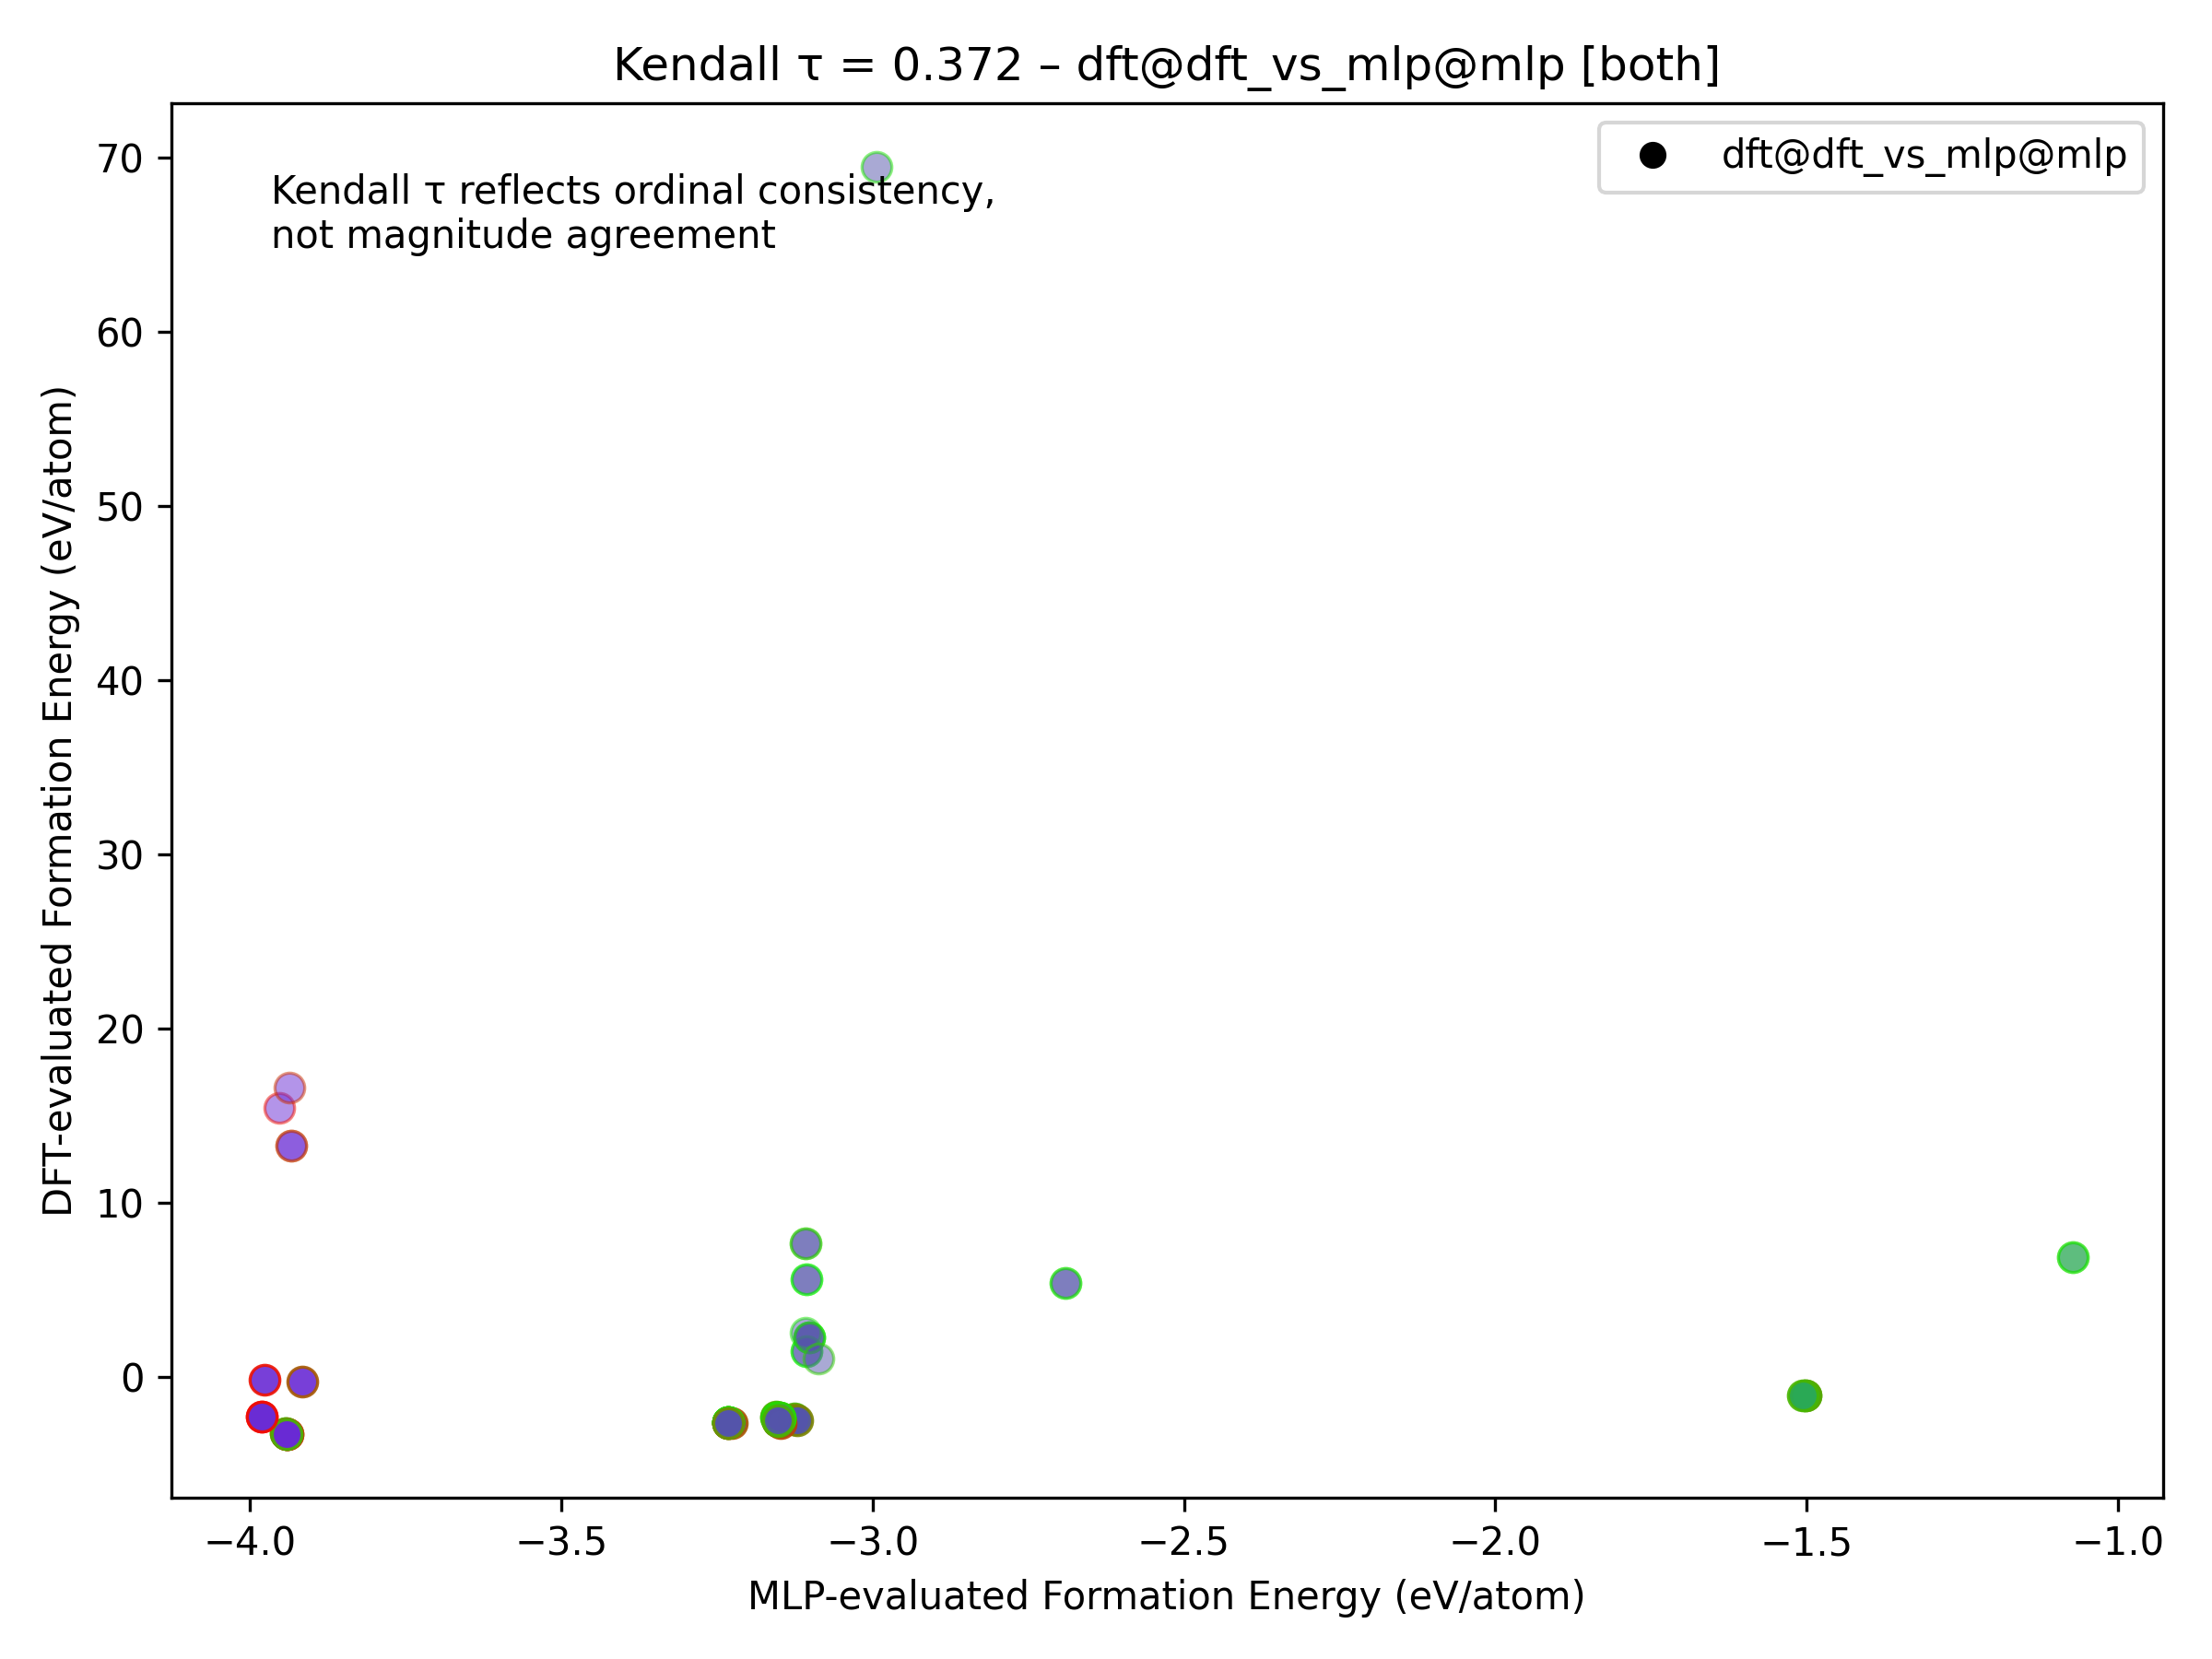 Kendall τ = 0.372 – dft@dft_vs_mlp@mlp [both]
dft@dft_vs_mlp@mlp
Kendall τ reflects ordinal consistency,
not magnitude agreement
DFT-evaluated Formation Energy (eV/atom)
70
60
50
40
30
20
10
0
−4.0 −3.5 −3.0 −2.5 −2.0 −1.5 −1.0
MLP-evaluated Formation Energy (eV/atom)